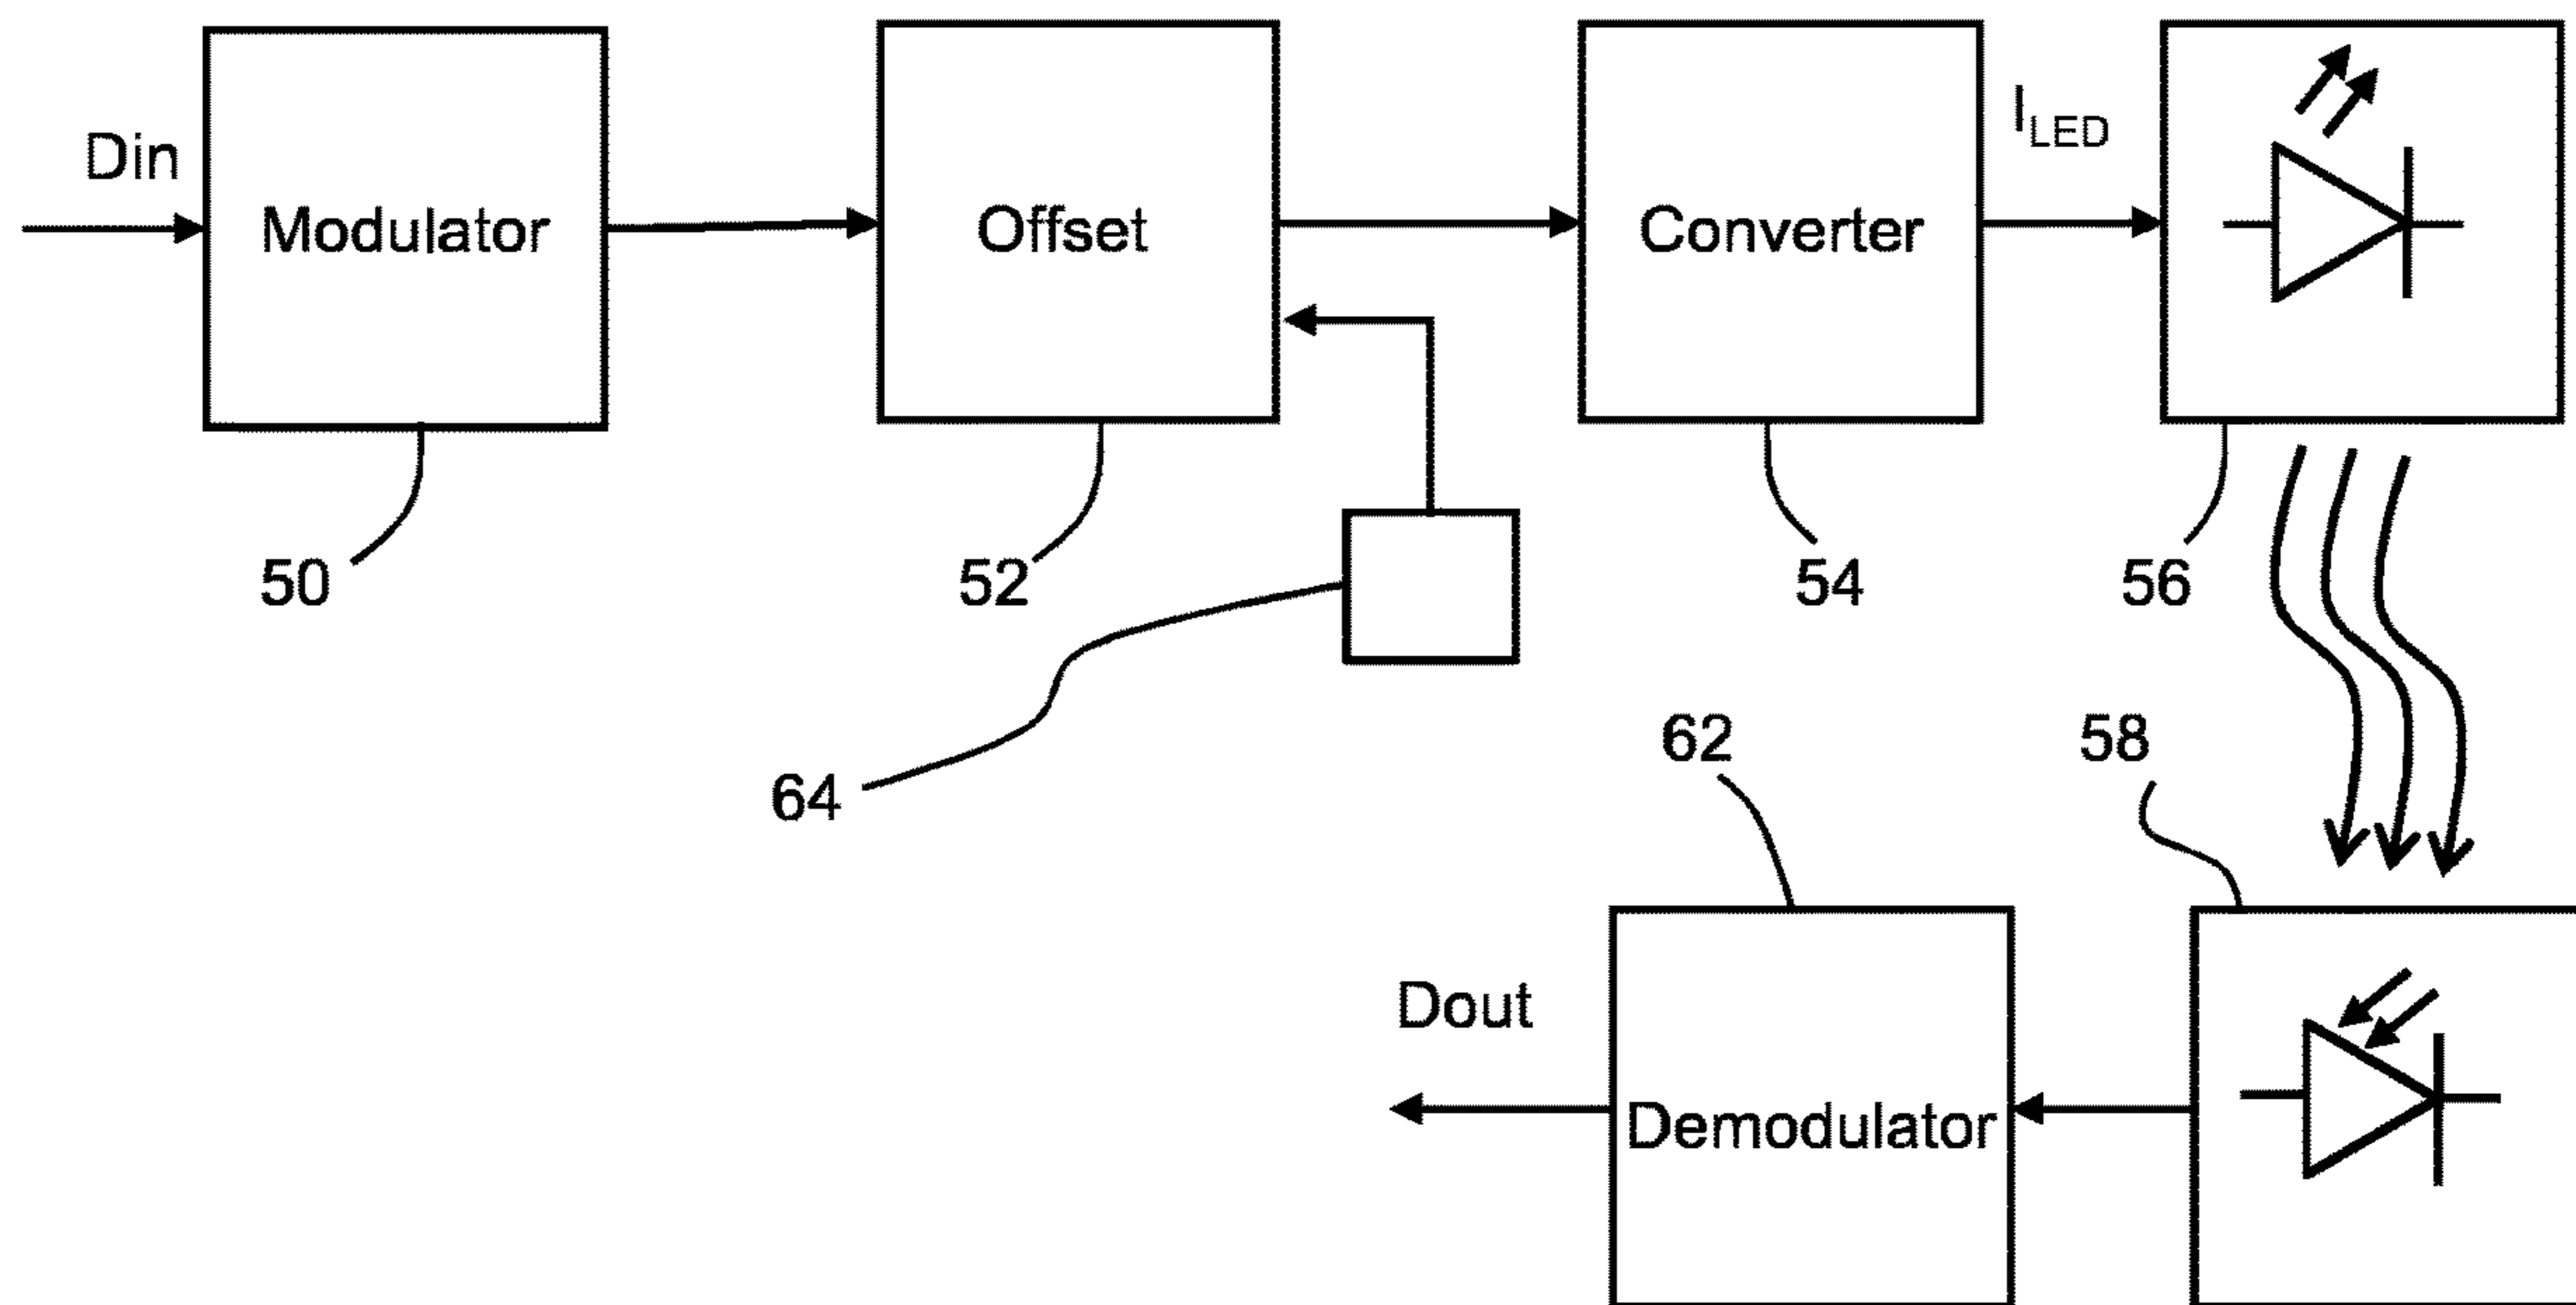 Din
Modulator
Offset
Converter
I_LED
50
52
54
56
64
62
58
Dout
Demodulator